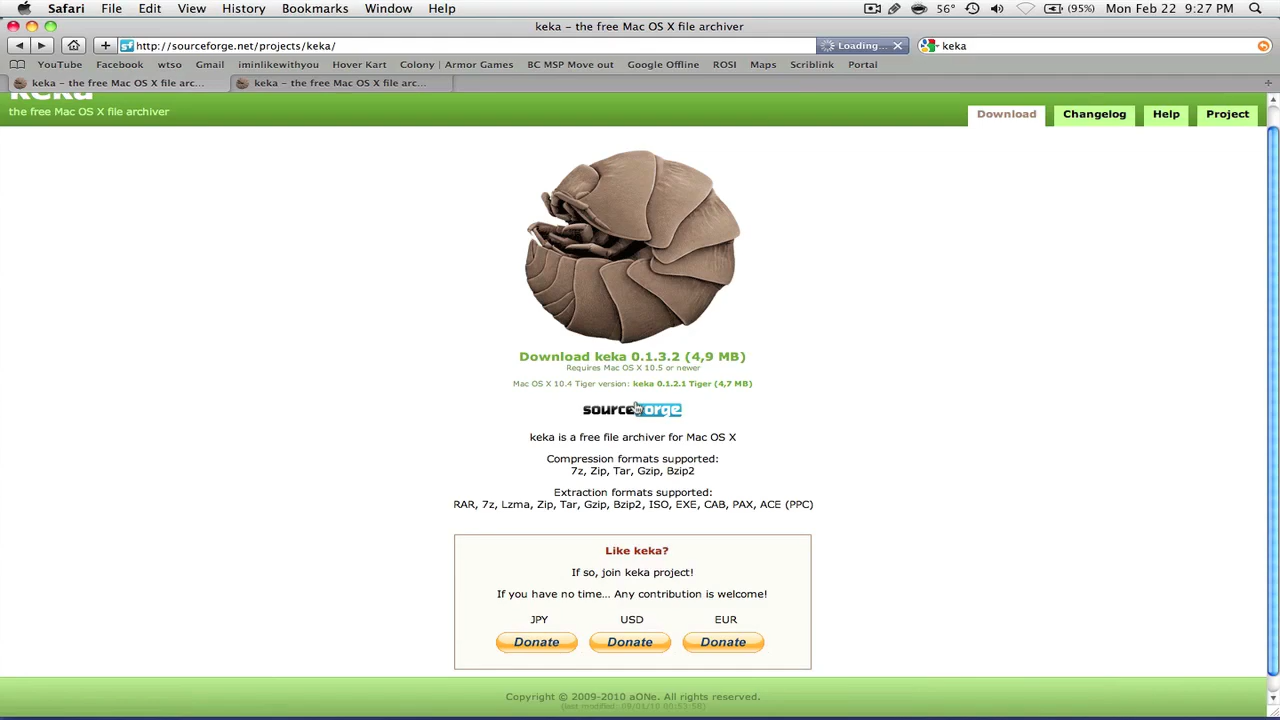 Safari File Edit View History Bookmarks Window Help 56° (95%) Mon Feb 22 9:27 PM
keka - the free Mac OS X file archiver
http://sourceforge.net/projects/keka/ Loading... keka
YouTube Facebook wtso Gmail iminlikewithyou Hover Kart Colony | Armor Games BC MSP Move out Google Offline ROSI Maps Scriblink Portal
keka - the free Mac OS X file arc... keka - the free Mac OS X file arc...
keka
the free Mac OS X file archiver
Download Changelog Help Project
Download keka 0.1.3.2 (4,9 MB)
Requires Mac OS X 10.5 or newer
Mac OS X 10.4 Tiger version: keka 0.1.2.1 Tiger (4,7 MB)
sourceforge
keka is a free file archiver for Mac OS X
Compression formats supported:
7z, Zip, Tar, Gzip, Bzip2
Extraction formats supported:
RAR, 7z, Lzma, Zip, Tar, Gzip, Bzip2, ISO, EXE, CAB, PAX, ACE (PPC)
Like keka?
If so, join keka project!
If you have no time... Any contribution is welcome!
JPY USD EUR
Donate Donate Donate
Copyright © 2009-2010 aONe. All rights reserved.
(last modified: